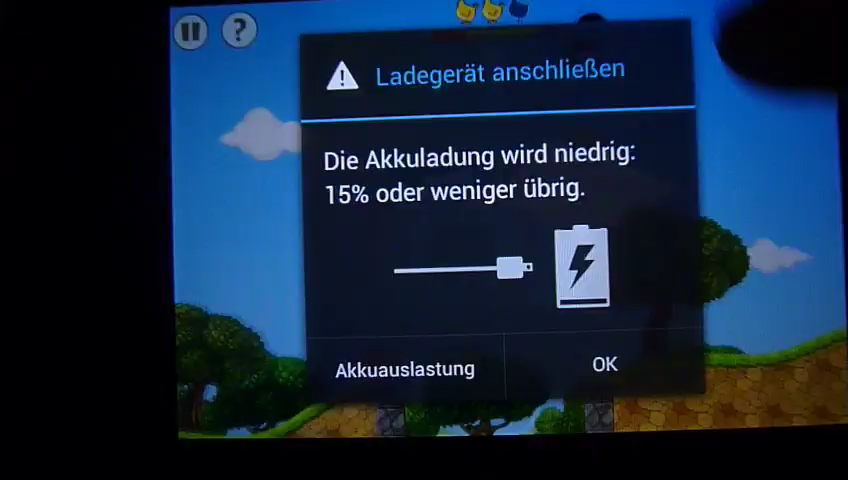 ?
Ladegerät anschließen
Die Akkuladung wird niedrig:
15% oder weniger übrig.
Akkuauslastung
OK